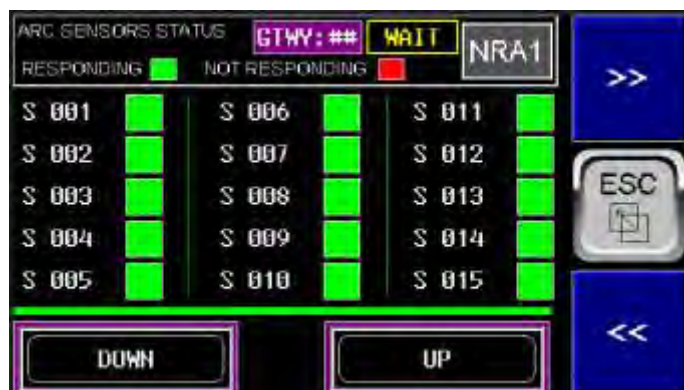 ARC SENSORS STATUS GTWY:## WAIT NRA1
RESPONDING NOT RESPONDING
>>
S 001 S 006 S 011
S 002 S 007 S 012
S 003 S 008 S 013
ESC
S 004 S 009 S 014
S 005 S 010 S 015
<<
DOWN UP